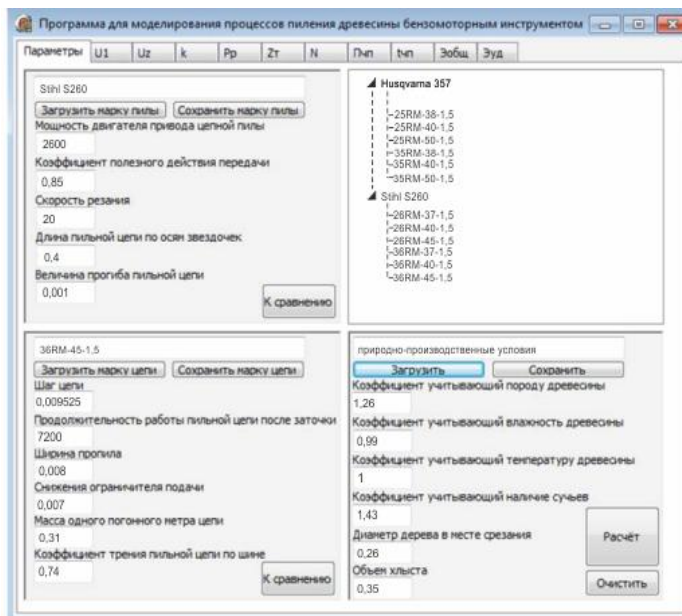 Программа для моделирования процессов пиления древесины бензомоторным инструментом
Параметры U1 Uz k Pp Zт N Пчп tчп Эобщ Эуд
Stihl S260
Загрузить марку пилы Сохранить марку пилы
Мощность двигателя привода цепной пилы
2600
Коэффициент полезного действия передачи
0,85
Скорость резания
20
Длина пильной цепи по осям звездочек
0,4
Величина прогиба пильной цепи
0,001
К сравнению
Husqvarna 357
25RM-38-1,5
25RM-40-1,5
25RM-50-1,5
35RM-38-1,5
35RM-40-1,5
35RM-50-1,5
Stihl S260
26RM-37-1,5
26RM-40-1,5
26RM-45-1,5
36RM-37-1,5
36RM-40-1,5
36RM-45-1,5
36RM-45-1,5
Загрузить марку цепи Сохранить марку цепи
Шаг цепи
0,009525
Продолжительность работы пильной цепи после заточки
7200
Ширина пропила
0,008
Снижения ограничителя подачи
0,007
Масса одного погонного метра цепи
0,31
Коэффициент трения пильной цепи по шине
0,74
К сравнению
природно-производственные условия
Загрузить Сохранить
Коэффициент учитывающий породу древесины
1,26
Коэффициент учитывающий влажность древесины
0,99
Коэффициент учитывающий температуру древесины
1
Коэффициент учитывающий наличие сучьев
1,43
Диаметр дерева в месте срезания
0,26
Объем хлыста
0,35
Расчёт
Очистить